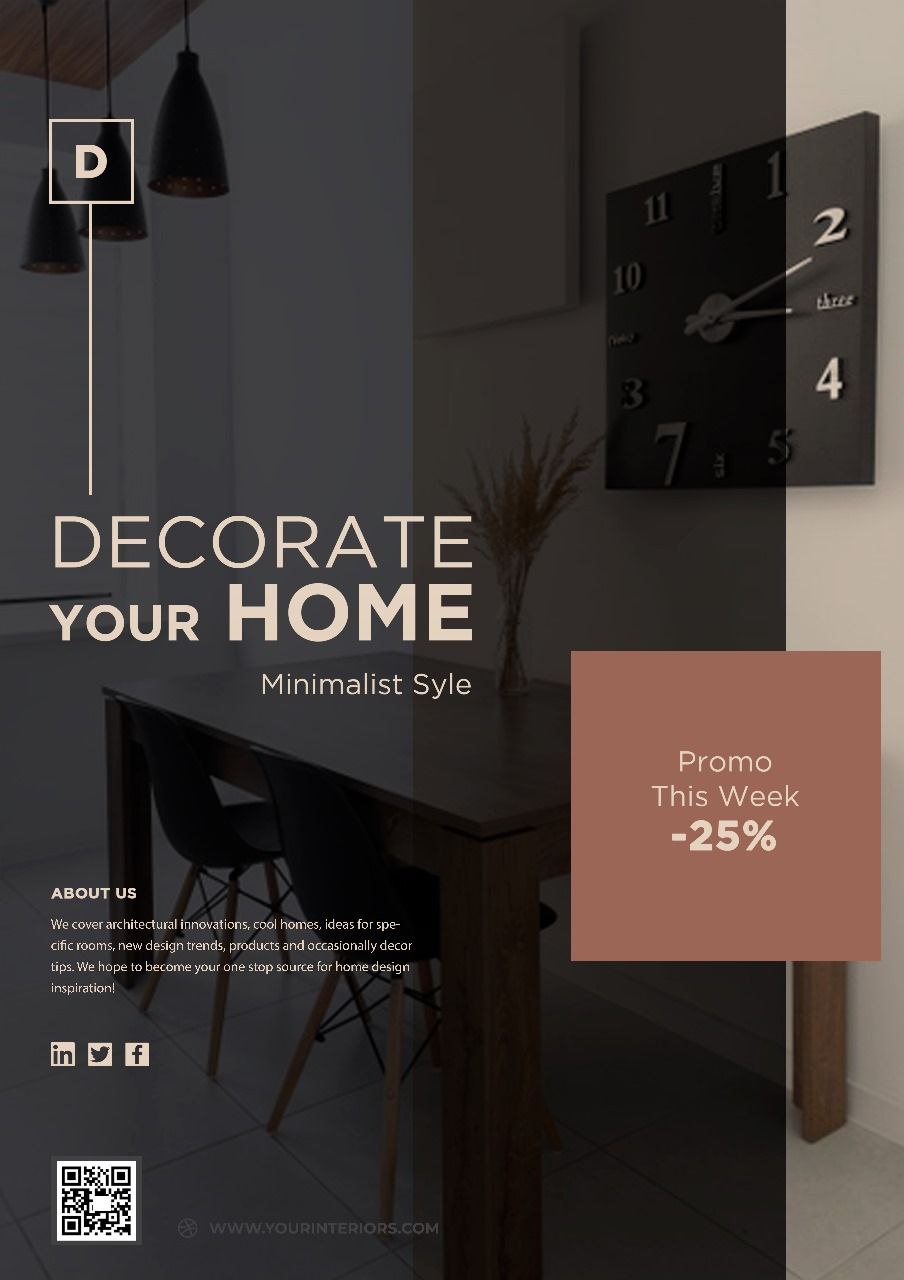 D
DECORATE
YOUR HOME
Minimalist Syle
Promo
This Week
-25%
ABOUT US
We cover architectural innovations, cool homes, ideas for spe-
cific rooms, new design trends, products and occasionally decor
tips. We hope to become your one stop source for home design
inspiration!
in f
WWW.YOURINTERIORS.COM
11 1
2
10
three
3 4
7 six 5